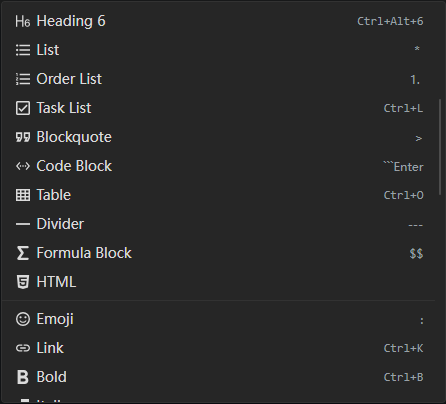 H6 Heading 6 Ctrl+Alt+6
List *
Order List 1.
Task List Ctrl+L
Blockquote >
Code Block ```Enter
Table Ctrl+O
Divider ---
Formula Block $$
HTML
Emoji :
Link Ctrl+K
B Bold Ctrl+B